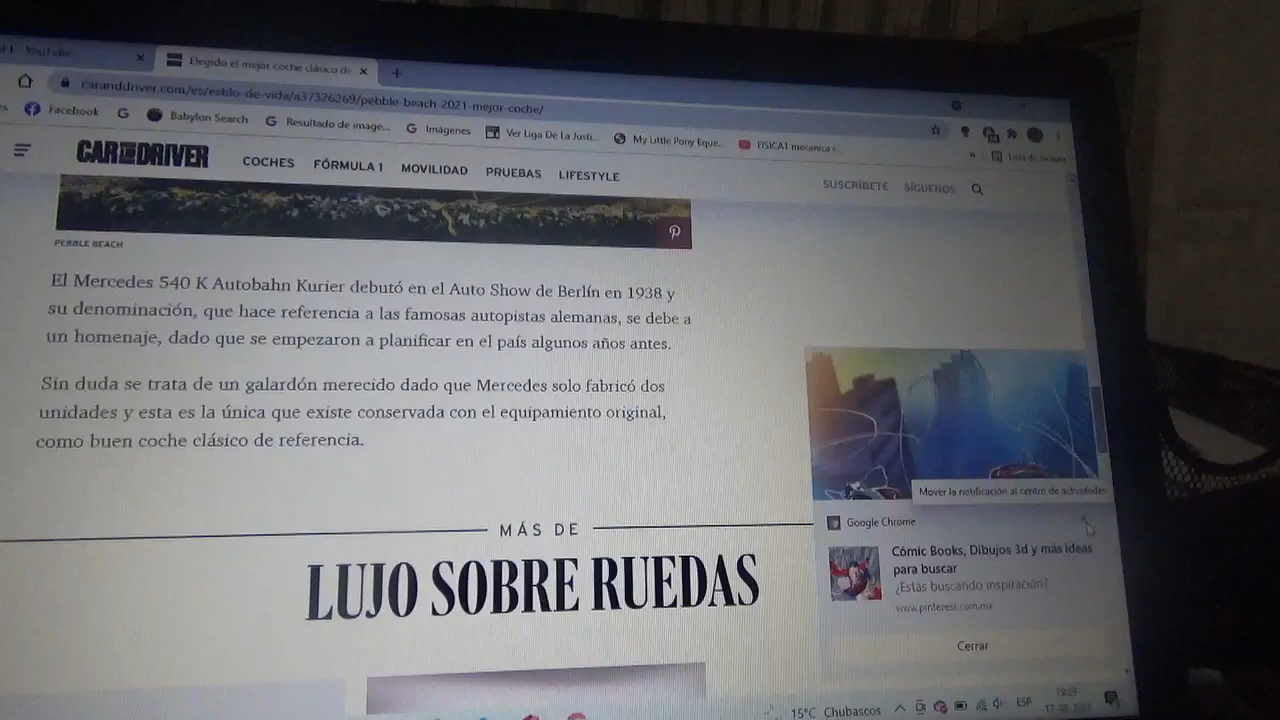 YouTube
Elegido el mejor coche clásico de
caranddriver.com/es/estilo-de-vida/a37326269/pebble-beach-2021-mejor-coche/
Facebook
G
Babylon Search
G Resultado de image...
G Imágenes
Ver Liga De La Justi...
My Little Pony Eque...
FISICA1 mecanica
CAR AND DRIVER
COCHES
FÓRMULA 1
MOVILIDAD
PRUEBAS
LIFESTYLE
SUSCRÍBETE
SÍGUENOS
PEBBLE BEACH
El Mercedes 540 K Autobahn Kurier debutó en el Auto Show de Berlín en 1938 y
su denominación, que hace referencia a las famosas autopistas alemanas, se debe a
un homenaje, dado que se empezaron a planificar en el país algunos años antes.
Sin duda se trata de un galardón merecido dado que Mercedes solo fabricó dos
unidades y esta es la única que existe conservada con el equipamiento original,
como buen coche clásico de referencia.
MÁS DE
LUJO SOBRE RUEDAS
Mover la notificación al centro de actividades
Google Chrome
Cómic Books, Dibujos 3d y más ideas
para buscar
¿Estás buscando inspiración?
www.pinterest.com.mx
Cerrar
15°C Chubascos
ESP